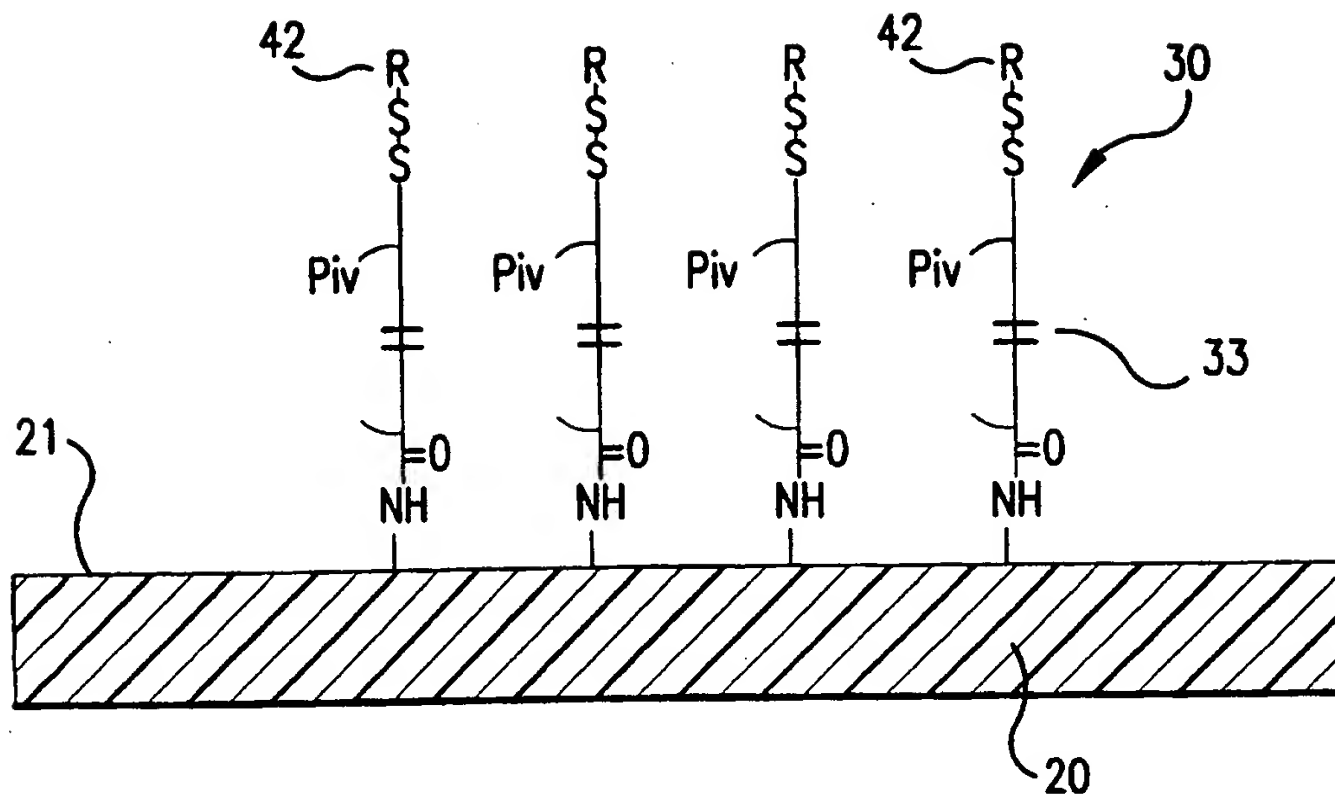 42 R R R 42 R 30
S S S S
S S S S
Piv Piv Piv Piv
33
21 =O =O =O =O
NH NH NH NH
20